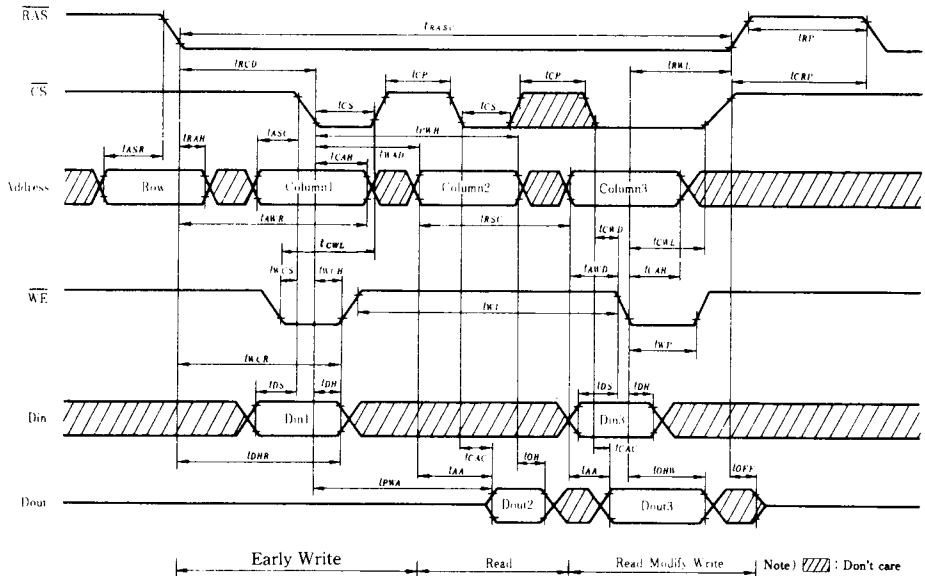 RAS
tRASC
tRP
tRCD
tRWL
tCRP
CS
tCP
tCP
tCS
tCS
tASC
tPWH
tRAH
tWAD
tASR
tCAH
Address
Row
Column1
Column2
Column3
tAWR
tRSC
tCWD
tCWL
tCWL
tAWD
tCAH
tWCS
tWCH
WE
tWI
tWP
tWCR
tDS
tDH
tDS
tDH
Din
Din1
Din3
tCAC
tCAC
tDHR
tAA
tOH
tAA
tOHW
tOFF
tPWA
Dout
Dout2
Dout3
Early Write
Read
Read Modify Write
Note) : Don't care